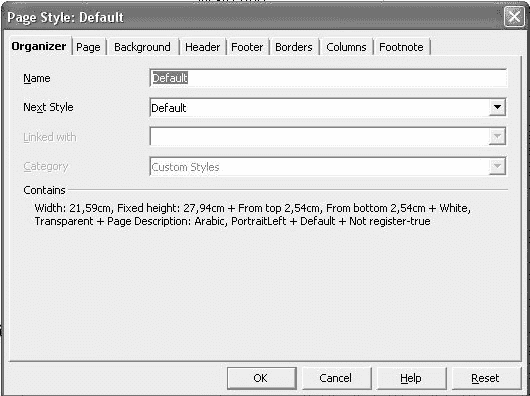 Page Style: Default
Organizer Page Background Header Footer Borders Columns Footnote
Name Default
Next Style Default
Linked with
Category Custom Styles
Contains
Width: 21,59cm, Fixed height: 27,94cm + From top 2,54cm, From bottom 2,54cm + White,
Transparent + Page Description: Arabic, PortraitLeft + Default + Not register-true
OK Cancel Help Reset